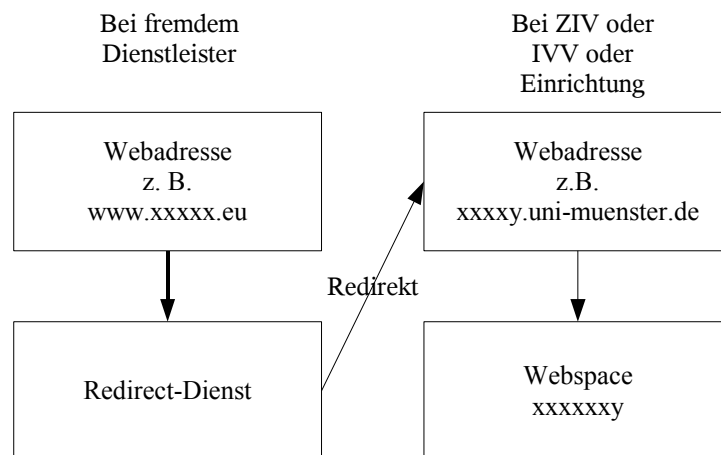 Bei fremdem
Dienstleister
Bei ZIV oder
IVV oder
Einrichtung
Webadresse
z. B.
www.xxxxx.eu
Webadresse
z.B.
xxxxy.uni-muenster.de
Redirekt
Redirect-Dienst
Webspace
xxxxxxy